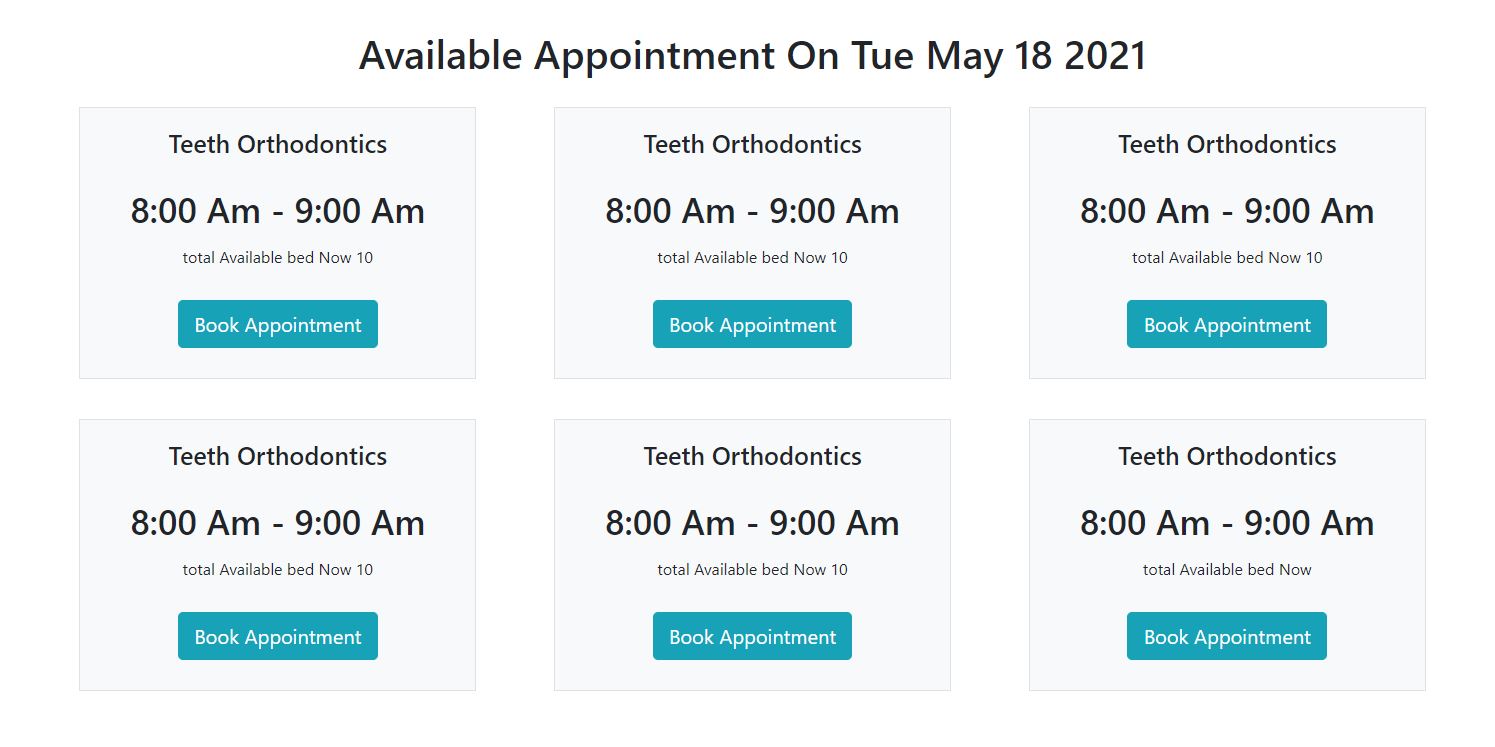 Available Appointment On Tue May 18 2021
Teeth Orthodontics
8:00 Am - 9:00 Am
total Available bed Now 10
Book Appointment
Teeth Orthodontics
8:00 Am - 9:00 Am
total Available bed Now 10
Book Appointment
Teeth Orthodontics
8:00 Am - 9:00 Am
total Available bed Now 10
Book Appointment
Teeth Orthodontics
8:00 Am - 9:00 Am
total Available bed Now 10
Book Appointment
Teeth Orthodontics
8:00 Am - 9:00 Am
total Available bed Now 10
Book Appointment
Teeth Orthodontics
8:00 Am - 9:00 Am
total Available bed Now
Book Appointment